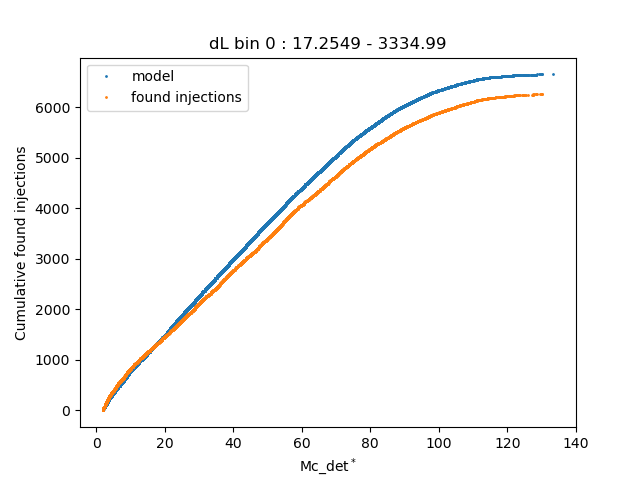 dL bin 0 : 17.2549 - 3334.99
model
found injections
Cumulative found injections
6000
5000
4000
3000
2000
1000
0
0 20 40 60 80 100 120 140
Mc_det*